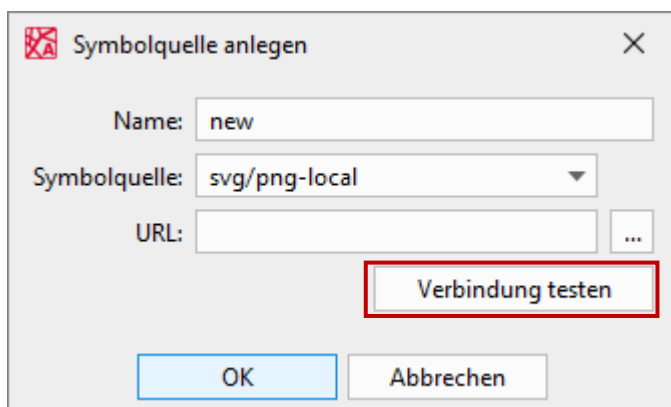 Symbolquelle anlegen
Name: new
Symbolquelle: svg/png-local
URL: ...
Verbindung testen
OK Abbrechen